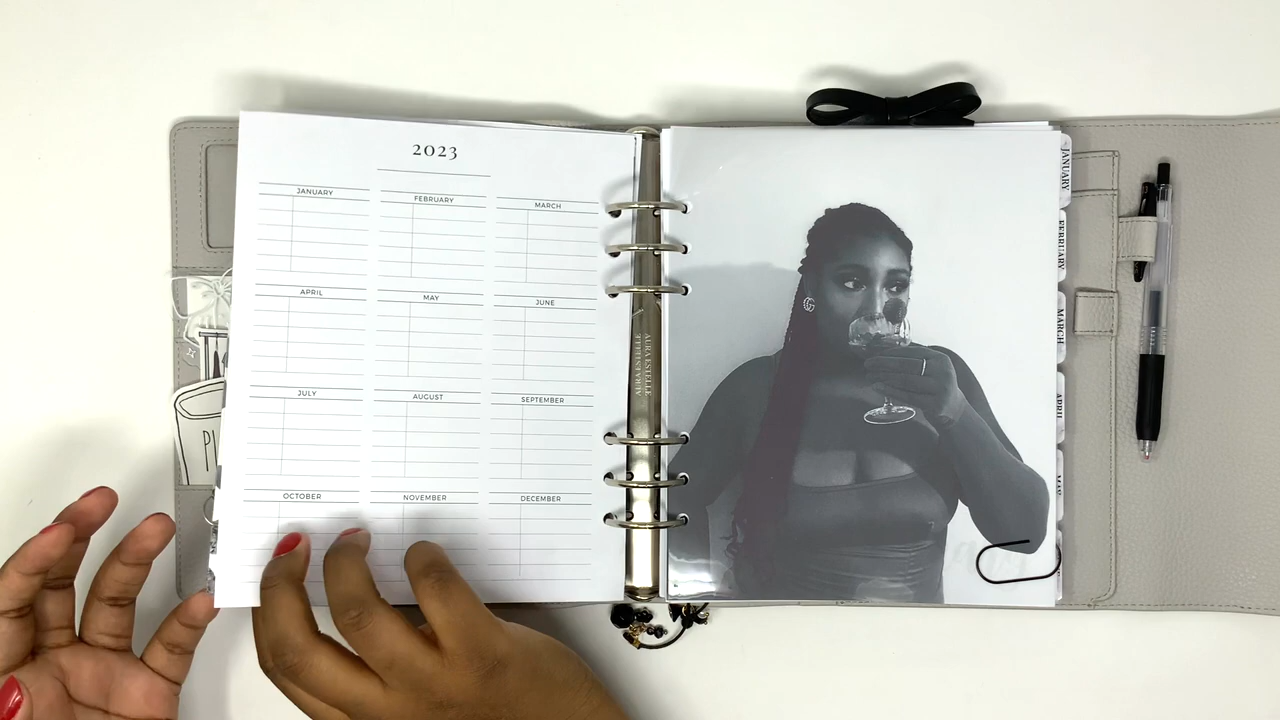 2023
JANUARY
FEBRUARY
MARCH
APRIL
MAY
JUNE
JULY
AUGUST
SEPTEMBER
OCTOBER
NOVEMBER
DECEMBER
AURA ESTELLE
AURA ESTELLE
JANUARY
FEBRUARY
MARCH
APRIL